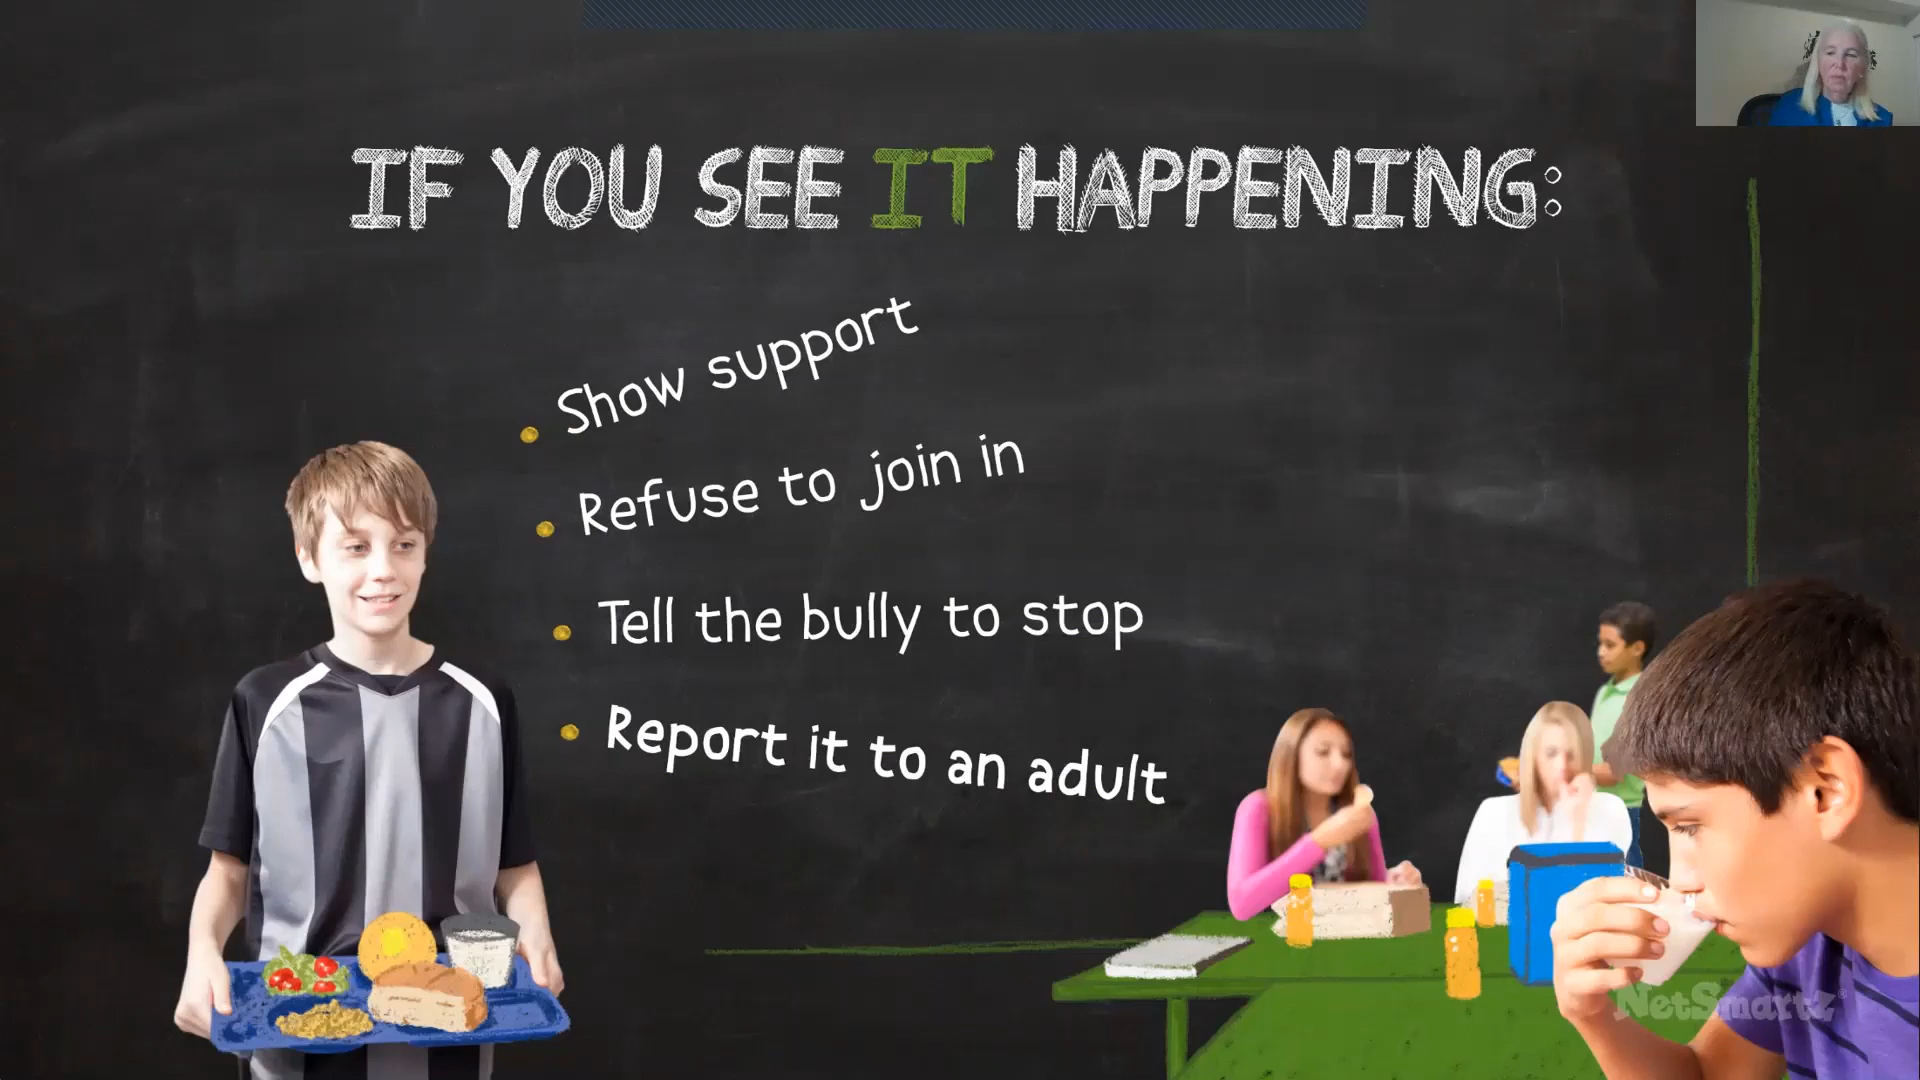 IF YOU SEE IT HAPPENING:
Show support
Refuse to join in
Tell the bully to stop
Report it to an adult
NetSmartz®